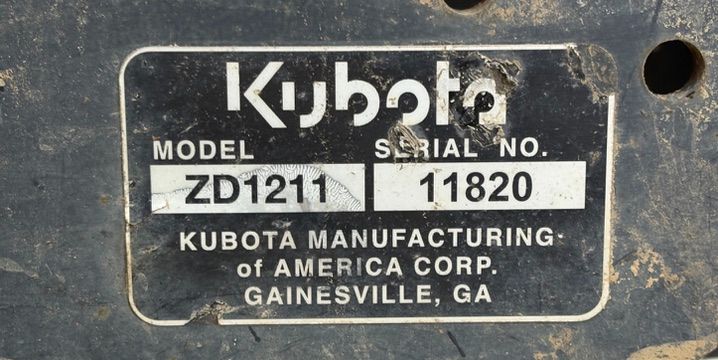 Kubota
MODEL SERIAL NO.
ZD1211 11820
KUBOTA MANUFACTURING
of AMERICA CORP.
GAINESVILLE, GA